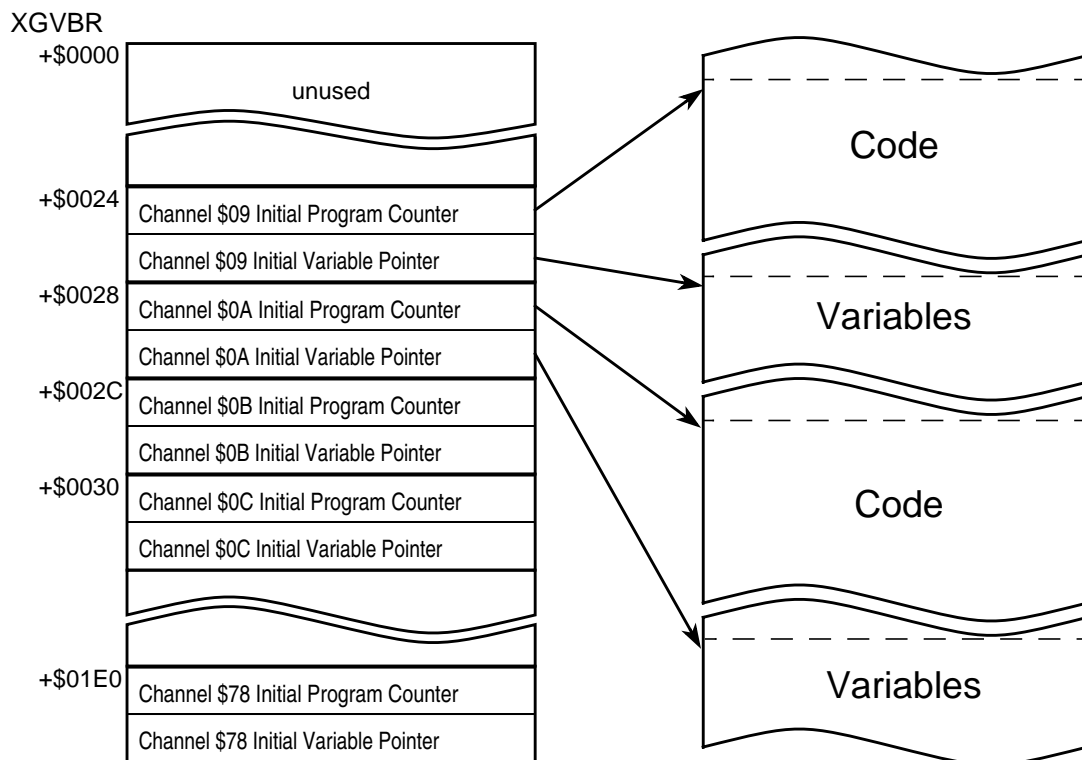 XGVBR
+$0000
unused
+$0024
Channel $09 Initial Program Counter
Channel $09 Initial Variable Pointer
+$0028
Channel $0A Initial Program Counter
Channel $0A Initial Variable Pointer
+$002C
Channel $0B Initial Program Counter
Channel $0B Initial Variable Pointer
+$0030
Channel $0C Initial Program Counter
Channel $0C Initial Variable Pointer
+$01E0
Channel $78 Initial Program Counter
Channel $78 Initial Variable Pointer
Code
Variables
Code
Variables